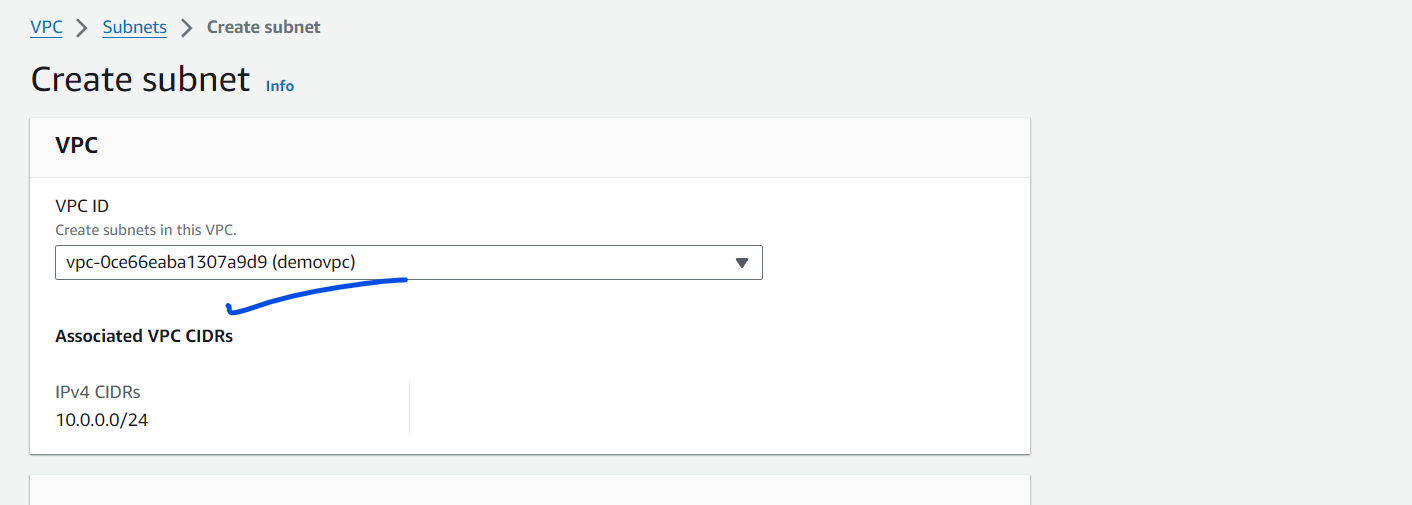 VPC > Subnets > Create subnet
Create subnet Info
VPC
VPC ID
Create subnets in this VPC.
vpc-0ce66eaba1307a9d9 (demovpc)
Associated VPC CIDRs
IPv4 CIDRs
10.0.0.0/24